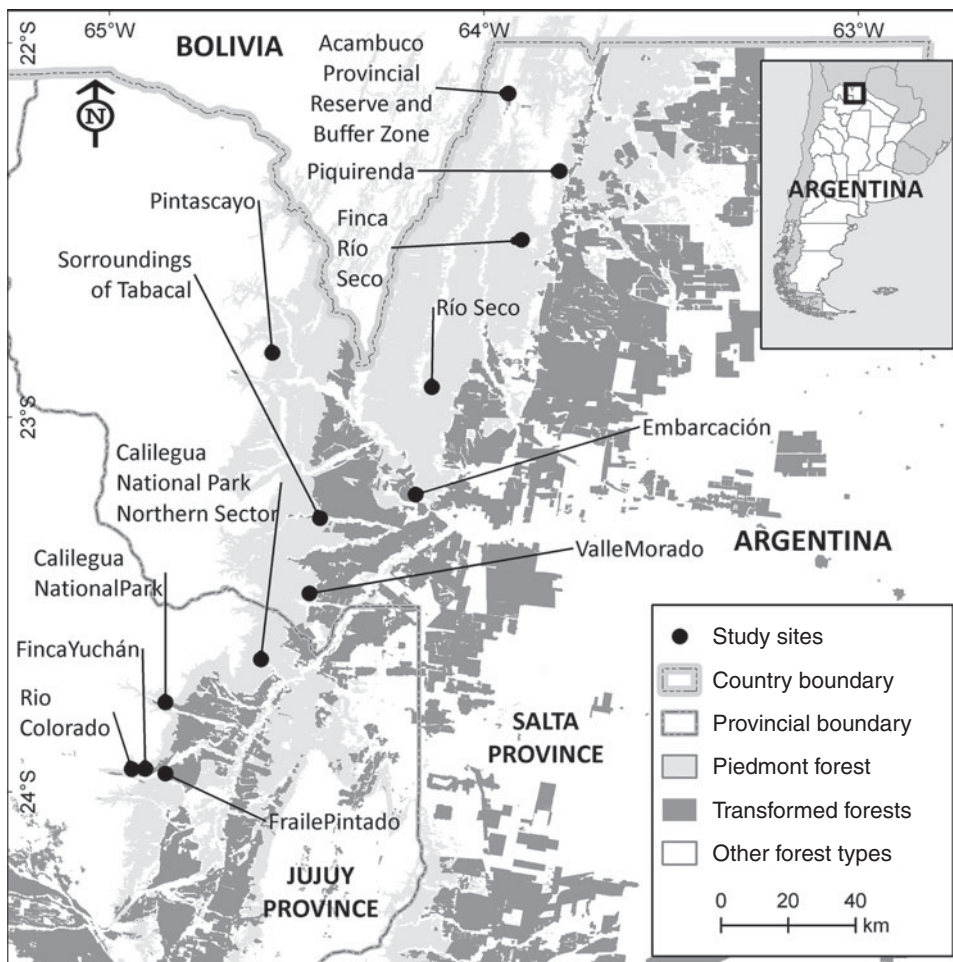 65°W
64°W
63°W
22°S
23°S
24°S
BOLIVIA
N
Acambuco
Provincial
Reserve and
Buffer Zone
Piquirenda
Pintascayo
Finca
Río
Seco
Sorroundings
of Tabacal
Río Seco
ARGENTINA
Embarcación
Calilegua
National Park
Northern Sector
ARGENTINA
ValleMorado
Calilegua
NationalPark
FincaYuchán
Rio
Colorado
SALTA
PROVINCE
FrailePintado
JUJUY
PROVINCE
Study sites
Country boundary
Provincial boundary
Piedmont forest
Transformed forests
Other forest types
0 20 40
km